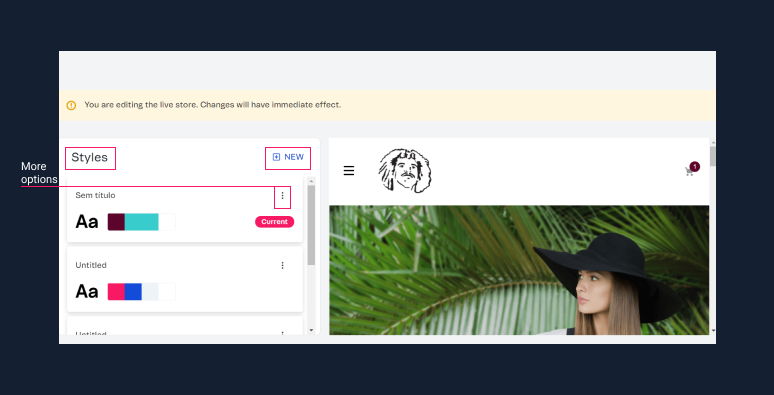 You are editing the live store. Changes will have immediate effect.
Styles
NEW
More
options
Sem título
Aa
Current
Untitled
Aa
Untitled
1